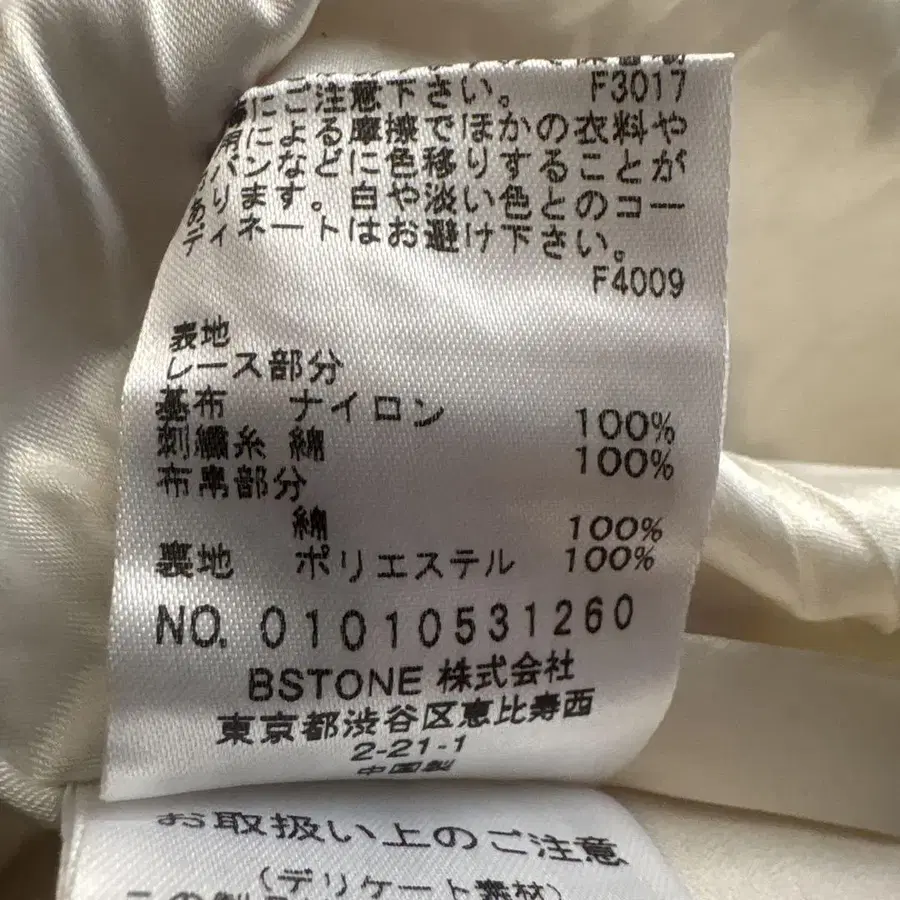 にご注意下さい。 F3017
による摩擦でほかの衣料や
バンなどに色移りすることが
あります。白や淡い色とのコー
ディネートはお避け下さい。
F4009
表地
レース部分
基布 ナイロン 100%
刺繍糸 綿 100%
布帛部分
綿 100%
裏地 ポリエステル 100%
NO. 01010531260
BSTONE 株式会社
東京都渋谷区恵比寿西
2-21-1
中国製
お取扱い上のご注意
(デリケート素材)
この製